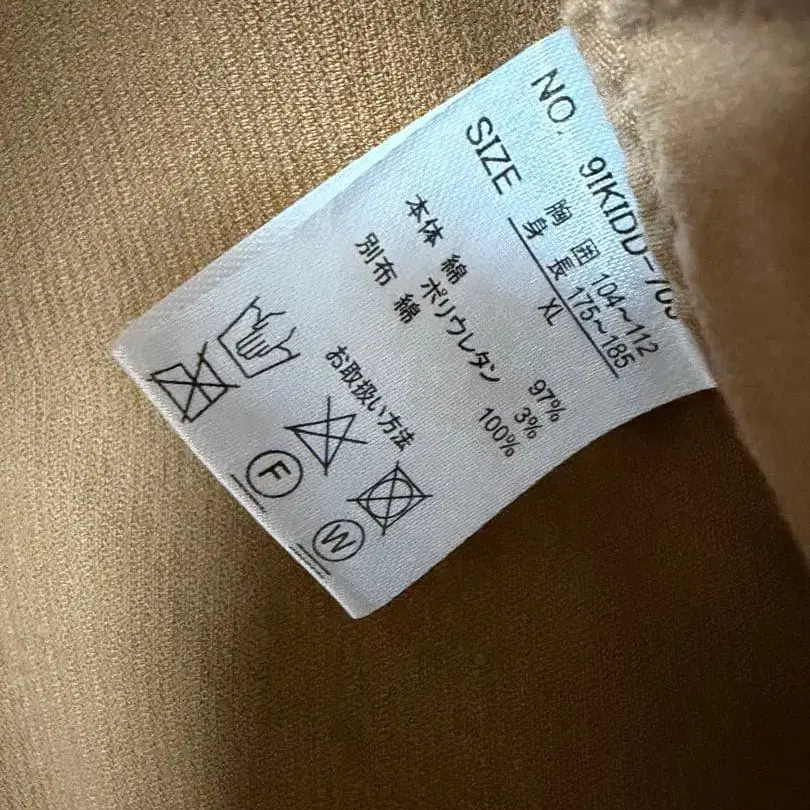 NO. 9IKIDD-703
SIZE XL
胸囲 104~112
身長 175~185
本体 綿 97%
ポリウレタン 3%
別布 綿 100%
お取扱い方法
F
W